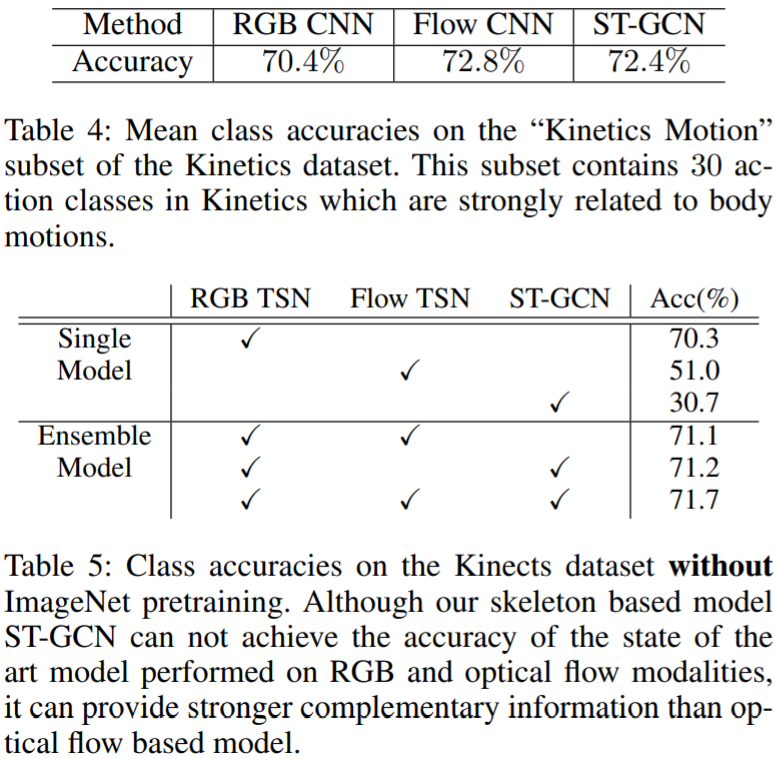 Method RGB CNN Flow CNN ST-GCN
Accuracy 70.4% 72.8% 72.4%
Table 4: Mean class accuracies on the “Kinetics Motion”
subset of the Kinetics dataset. This subset contains 30 ac-
tion classes in Kinetics which are strongly related to body
motions.
RGB TSN Flow TSN ST-GCN Acc(%)
Single ✓ 70.3
Model ✓ 51.0
✓ 30.7
Ensemble ✓ ✓ 71.1
Model ✓ ✓ 71.2
✓ ✓ ✓ 71.7
Table 5: Class accuracies on the Kinects dataset without
ImageNet pretraining. Although our skeleton based model
ST-GCN can not achieve the accuracy of the state of the
art model performed on RGB and optical flow modalities,
it can provide stronger complementary information than op-
tical flow based model.